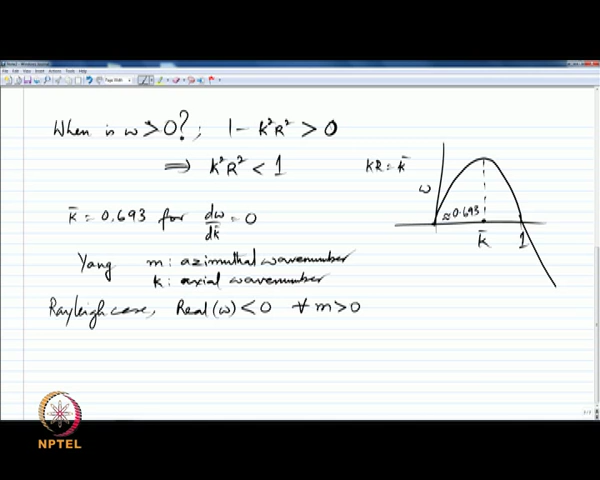 When is ω > 0? ; 1 - k²R² > 0
⇒ k²R² < 1
kR = k̄
ω
≈0.693
k̄
1
k̄ = 0.693 for dω/dk̄ = 0
Yang m : azimuthal wavenumber
k : axial wavenumber
Rayleigh case, Real(ω) < 0 ∀ m > 0
NPTEL